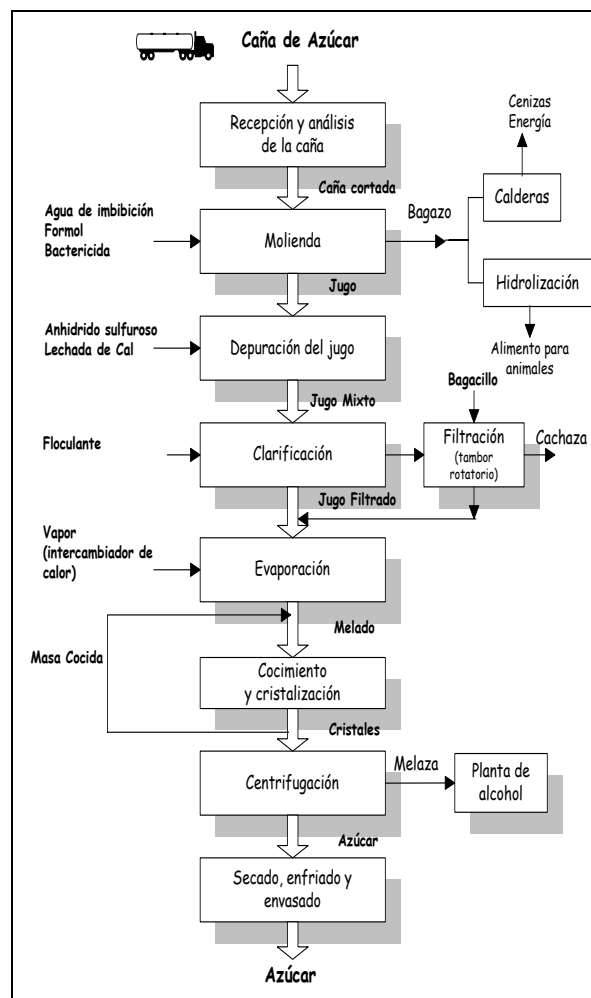 Caña de Azúcar
Recepción y análisis
de la caña
Cenizas
Energía
Caña cortada
Agua de imbibición
Formol
Bactericida
Molienda
Bagazo
Calderas
Hidrolización
Jugo
Anhidrido sulfuroso
Lechada de Cal
Depuración del jugo
Alimento para
animales
Jugo Mixto
Bagacillo
Floculante
Clarificación
Filtración
(tambor
rotatorio)
Cachaza
Jugo Filtrado
Vapor
(intercambiador de
calor)
Evaporación
Melado
Masa Cocida
Cocimiento
y cristalización
Cristales
Centrifugación
Melaza
Planta de
alcohol
Azúcar
Secado, enfriado y
envasado
Azúcar